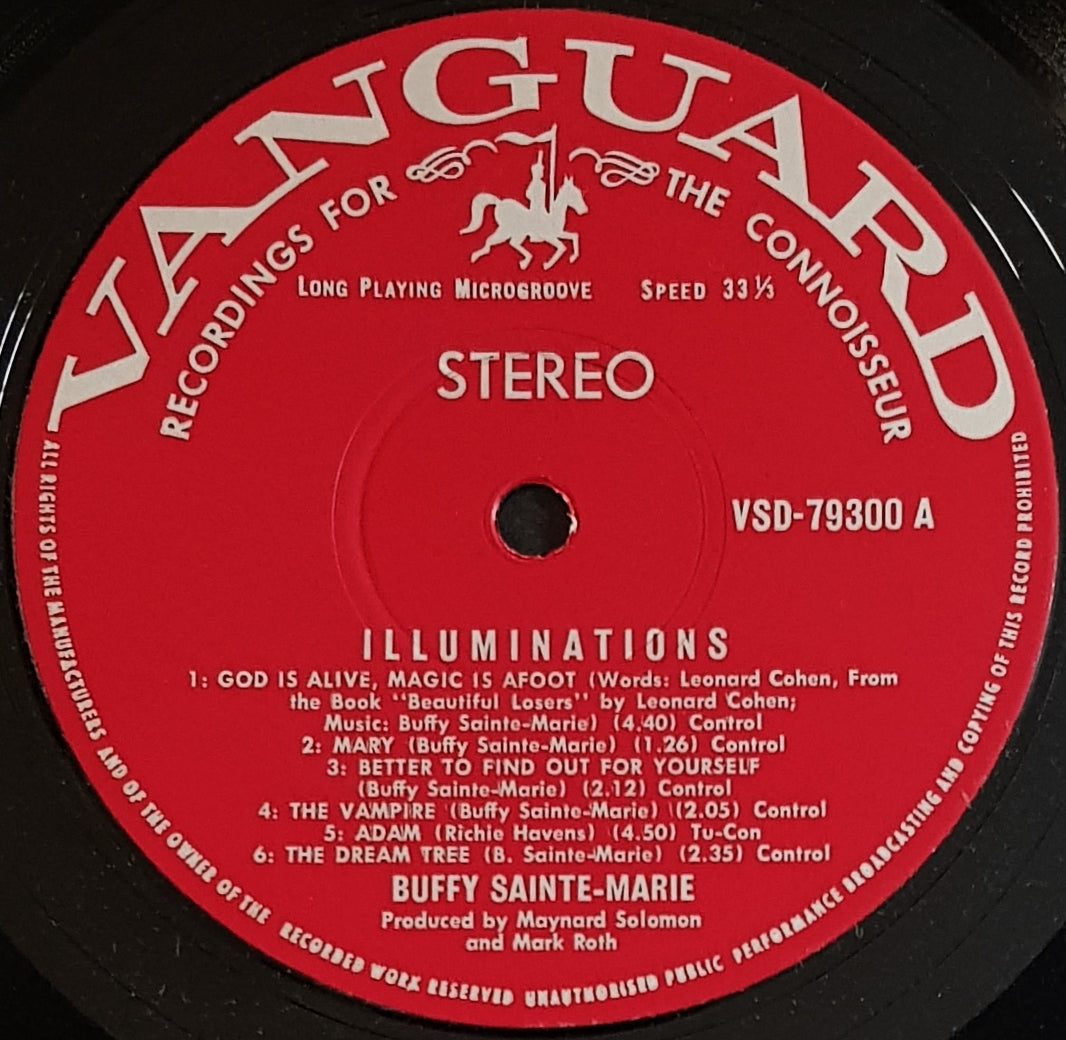 VANGUARD
RECORDINGS FOR THE CONNOISSEUR
LONG PLAYING MICROGROOVE SPEED 33⅓
STEREO
VSD-79300 A
ILLUMINATIONS
1: GOD IS ALIVE, MAGIC IS AFOOT (Words: Leonard Cohen, From
the Book "Beautiful Losers" by Leonard Cohen;
Music: Buffy Sainte-Marie) (4.40) Control
2: MARY (Buffy Sainte-Marie) (1.26) Control
3: BETTER TO FIND OUT FOR YOURSELF
(Buffy Sainte-Marie) (2.12) Control
4: THE VAMPIRE (Buffy Sainte-Marie) (2.05) Control
5: ADAM (Richie Havens) (4.50) Tu-Con
6: THE DREAM TREE (B. Sainte-Marie) (2.35) Control
BUFFY SAINTE-MARIE
Produced by Maynard Solomon
and Mark Roth
ALL RIGHTS OF THE MANUFACTURERS AND OF THE OWNER OF THE RECORDED WORK RESERVED UNAUTHORISED PUBLIC PERFORMANCE BROADCASTING AND COPYING OF THIS RECORD PROHIBITED